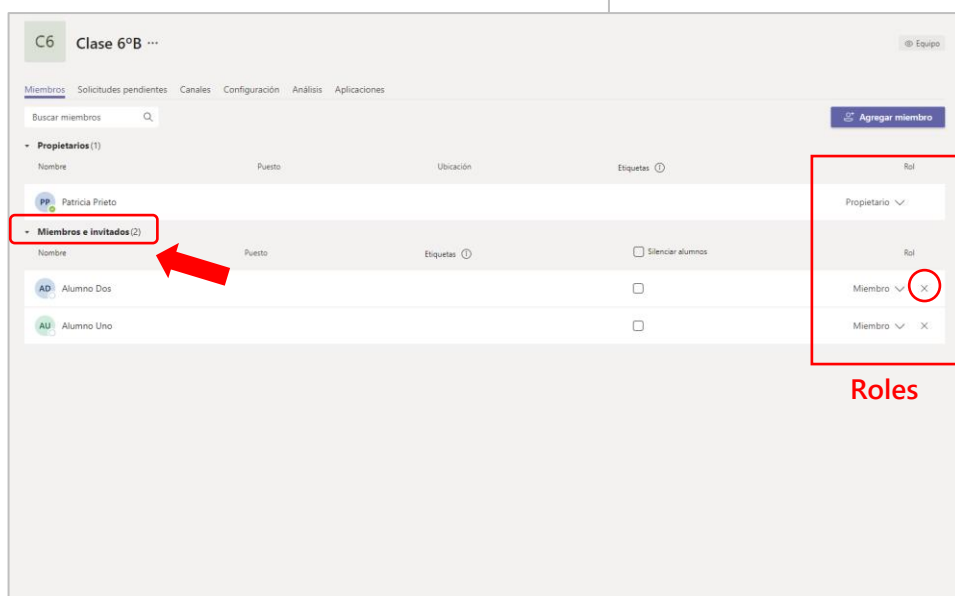 C6 Clase 6ºB ...
Equipo
Miembros Solicitudes pendientes Canales Configuración Análisis Aplicaciones
Buscar miembros Agregar miembro
Propietarios (1)
Nombre Puesto Ubicación Etiquetas Rol
PP Patricia Prieto Propietario
Miembros e invitados (2)
Nombre Puesto Etiquetas Silenciar alumnos Rol
AD Alumno Dos Miembro
AU Alumno Uno Miembro
Roles